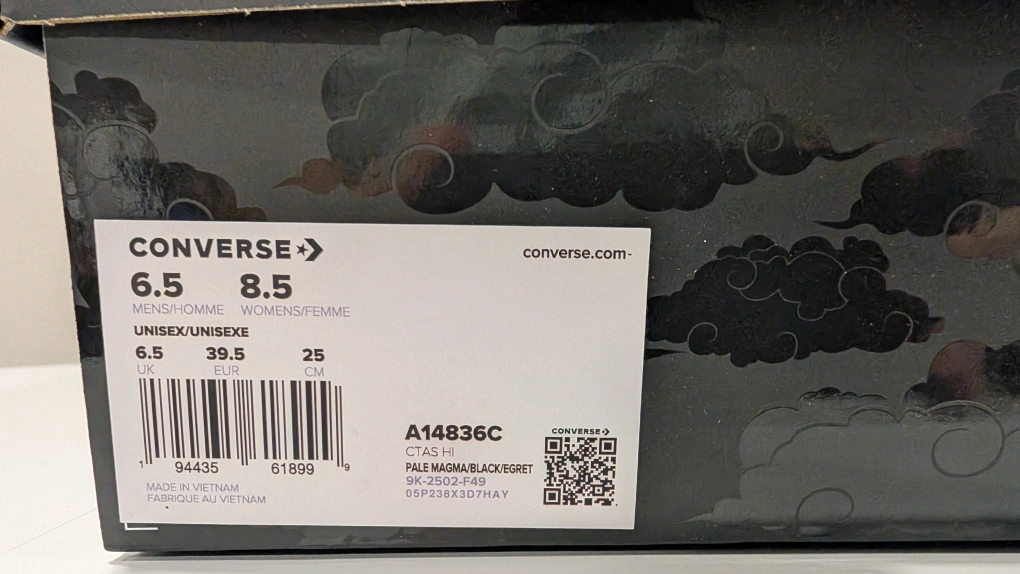 CONVERSE
converse.com-
6.5 8.5
MENS/HOMME WOMENS/FEMME
UNISEX/UNISEXE
6.5 39.5 25
UK EUR CM
1 94435 61899 9
A14836C
CTAS HI
PALE MAGMA/BLACK/EGRET
9K-2502-F49
05P238X3D7HAY
CONVERSE
MADE IN VIETNAM
FABRIQUE AU VIETNAM